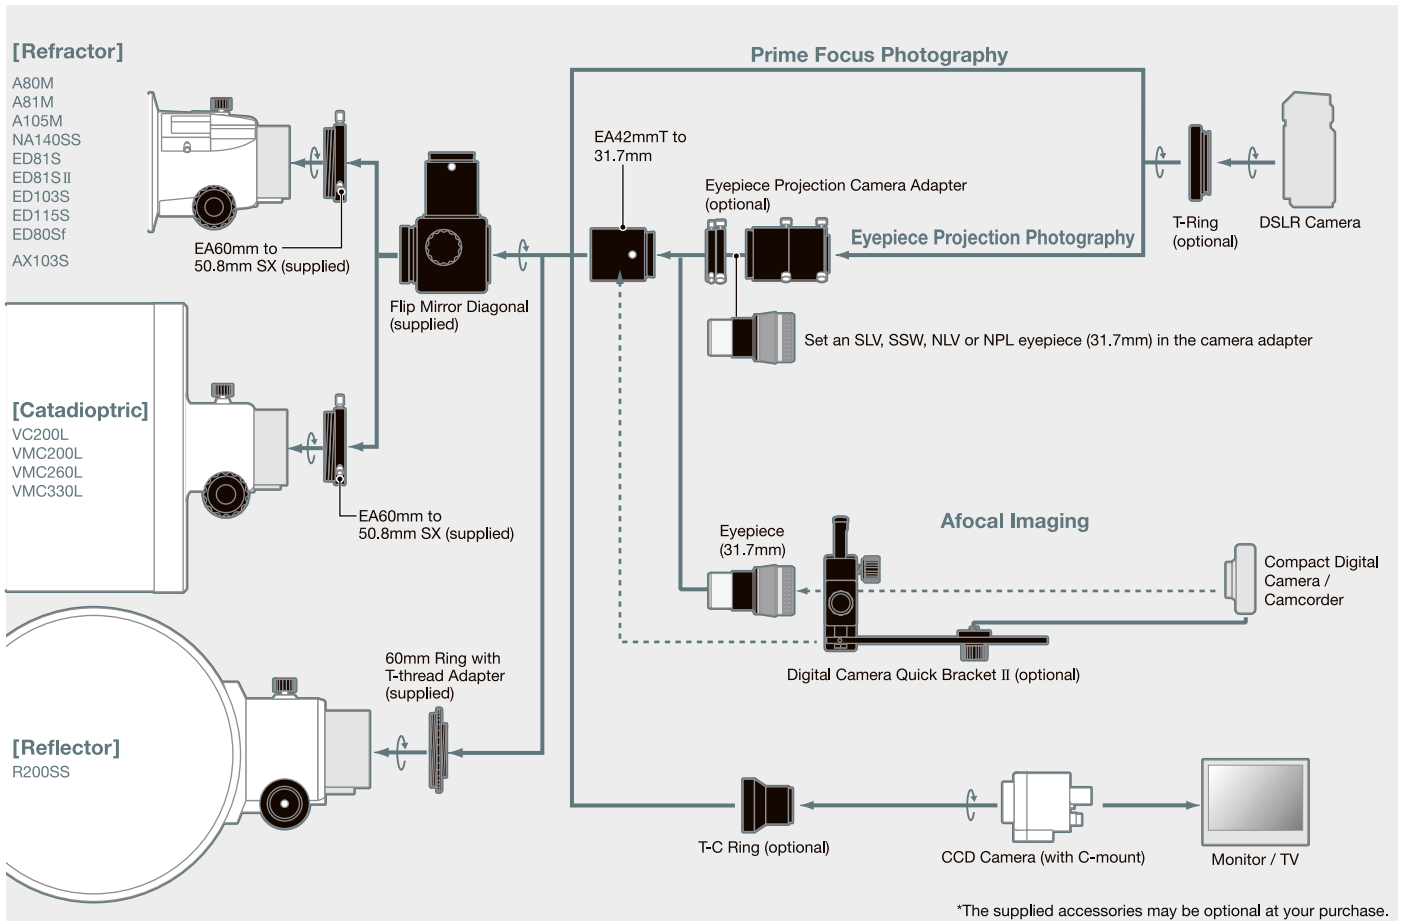 [Refractor]
A80M
A81M
A105M
NA140SS
ED81S
ED81S II
ED103S
ED115S
ED80Sf
AX103S
EA60mm to
50.8mm SX (supplied)
Flip Mirror Diagonal
(supplied)
Prime Focus Photography
EA42mmT to
31.7mm
Eyepiece Projection Camera Adapter
(optional)
Eyepiece Projection Photography
T-Ring
(optional)
DSLR Camera
Set an SLV, SSW, NLV or NPL eyepiece (31.7mm) in the camera adapter
[Catadioptric]
VC200L
VMC200L
VMC260L
VMC330L
EA60mm to
50.8mm SX (supplied)
Afocal Imaging
Eyepiece
(31.7mm)
Compact Digital
Camera /
Camcorder
Digital Camera Quick Bracket II (optional)
60mm Ring with
T-thread Adapter
(supplied)
[Reflector]
R200SS
T-C Ring (optional)
CCD Camera (with C-mount)
Monitor / TV
*The supplied accessories may be optional at your purchase.